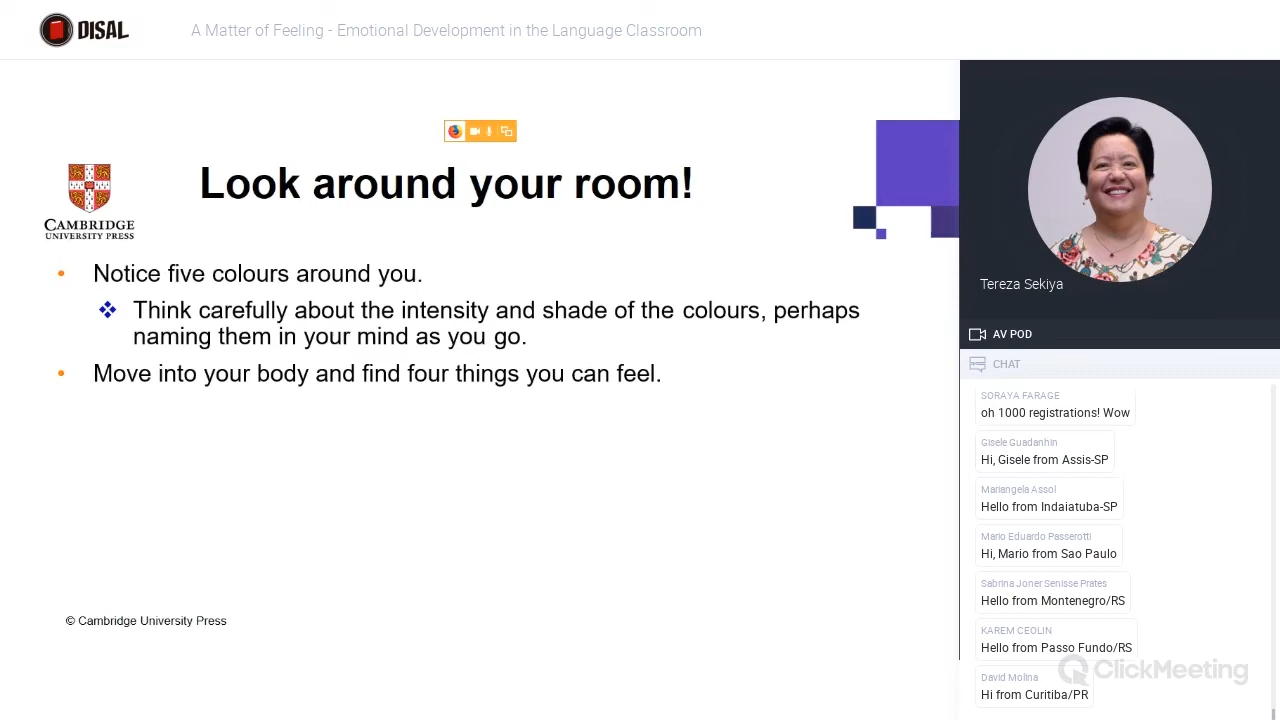 DISAL
A Matter of Feeling - Emotional Development in the Language Classroom
CAMBRIDGE
UNIVERSITY PRESS
Look around your room!
• Notice five colours around you.
❖ Think carefully about the intensity and shade of the colours, perhaps
naming them in your mind as you go.
• Move into your body and find four things you can feel.
© Cambridge University Press
Tereza Sekiya
AV POD
CHAT
SORAYA FARAGE
oh 1000 registrations! Wow
Gisele Guadanhin
Hi, Gisele from Assis-SP
Mariangela Assol
Hello from Indaiatuba-SP
Mario Eduardo Passerotti
Hi, Mario from Sao Paulo
Sabrina Joner Senisse Prates
Hello from Montenegro/RS
KAREM CEOLIN
Hello from Passo Fundo/RS
David Molina
Hi from Curitiba/PR
ClickMeeting